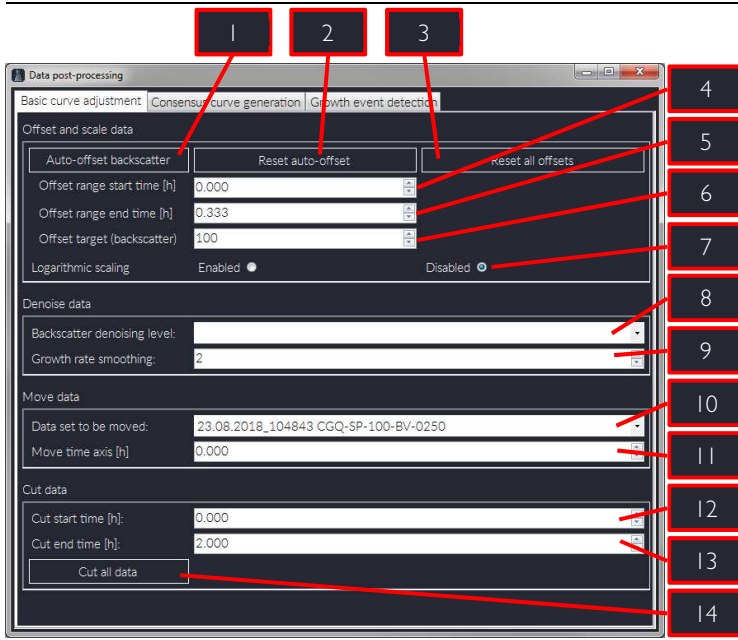 1 2 3
Data post-processing
Basic curve adjustment Consensus curve generation Growth event detection
4
Offset and scale data
Auto-offset backscatter Reset auto-offset Reset all offsets
5
Offset range start time [h] 0.000
6
Offset range end time [h] 0.333
Offset target (backscatter) 100
7
Logarithmic scaling Enabled Disabled
8
Denoise data
Backscatter denoising level:
9
Growth rate smoothing: 2
Move data
10
Data set to be moved: 23.08.2018_104843 CGQ-SP-100-BV-0250
Move time axis [h] 0.000
11
Cut data
12
Cut start time [h]: 0.000
Cut end time [h]: 2.000
13
Cut all data
14